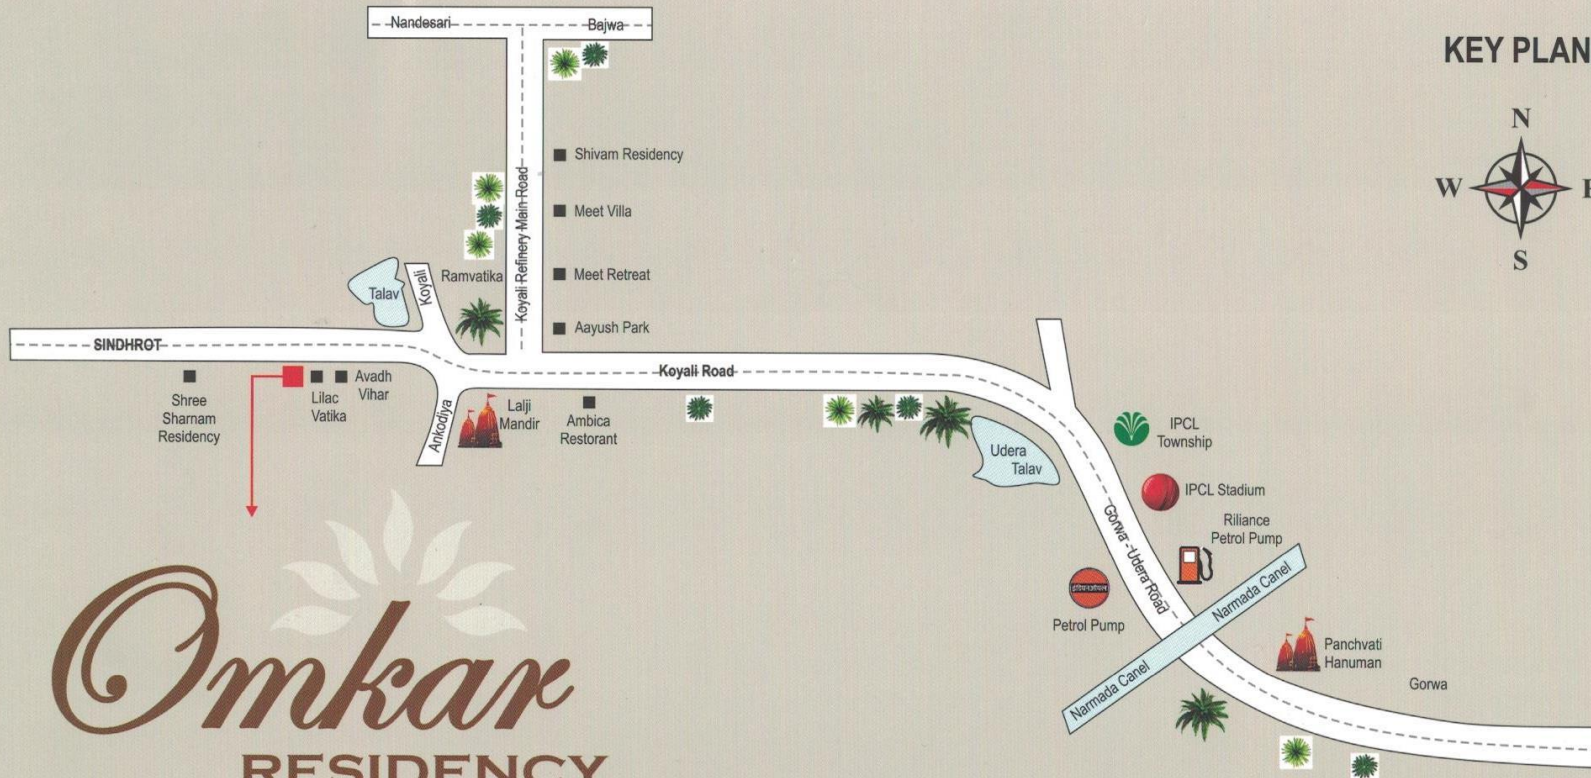 Nandesari
Bajwa
KEY PLAN
N
W
S
Shivam Residency
Koyali Refinery Main Road
Meet Villa
Ramvatika
Meet Retreat
Koyali
Talav
Aayush Park
SINDHROT
Koyali Road
Shree
Sharnam
Residency
Lilac
Vatika
Avadh
Vihar
Ankodiya
Lalji
Mandir
Ambica
Restorant
Udera
Talav
IPCL
Township
IPCL Stadium
Gorwa - Udera Road
Riliance
Petrol Pump
इंडियनऑयल
Petrol Pump
Narmada Canel
Narmada Canel
Panchvati
Hanuman
Gorwa
Omkar
RESIDENCY